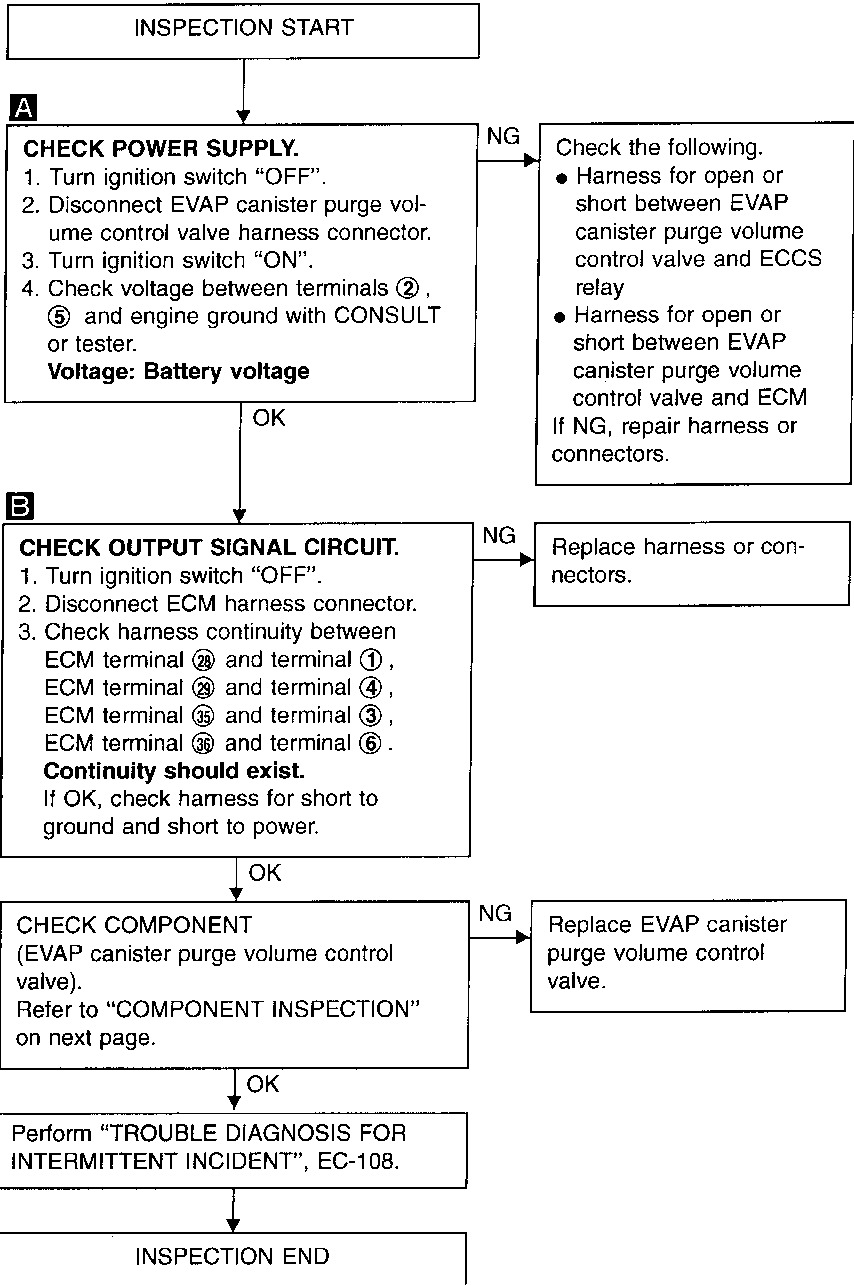 INSPECTION START
A
CHECK POWER SUPPLY.
1. Turn ignition switch “OFF”.
2. Disconnect EVAP canister purge vol-
ume control valve harness connector.
3. Turn ignition switch “ON”.
4. Check voltage between terminals ②,
⑤ and engine ground with CONSULT
or tester.
Voltage: Battery voltage
NG
Check the following.
● Harness for open or
short between EVAP
canister purge volume
control valve and ECCS
relay
● Harness for open or
short between EVAP
canister purge volume
control valve and ECM
If NG, repair harness or
connectors.
OK
B
CHECK OUTPUT SIGNAL CIRCUIT.
1. Turn ignition switch “OFF”.
2. Disconnect ECM harness connector.
3. Check harness continuity between
ECM terminal ㉘ and terminal ①,
ECM terminal ㉙ and terminal ④,
ECM terminal ㉟ and terminal ③,
ECM terminal ㊱ and terminal ⑥.
Continuity should exist.
If OK, check harness for short to
ground and short to power.
NG
Replace harness or con-
nectors.
OK
CHECK COMPONENT
(EVAP canister purge volume control
valve).
Refer to “COMPONENT INSPECTION”
on next page.
NG
Replace EVAP canister
purge volume control
valve.
OK
Perform “TROUBLE DIAGNOSIS FOR
INTERMITTENT INCIDENT”, EC-108.
INSPECTION END